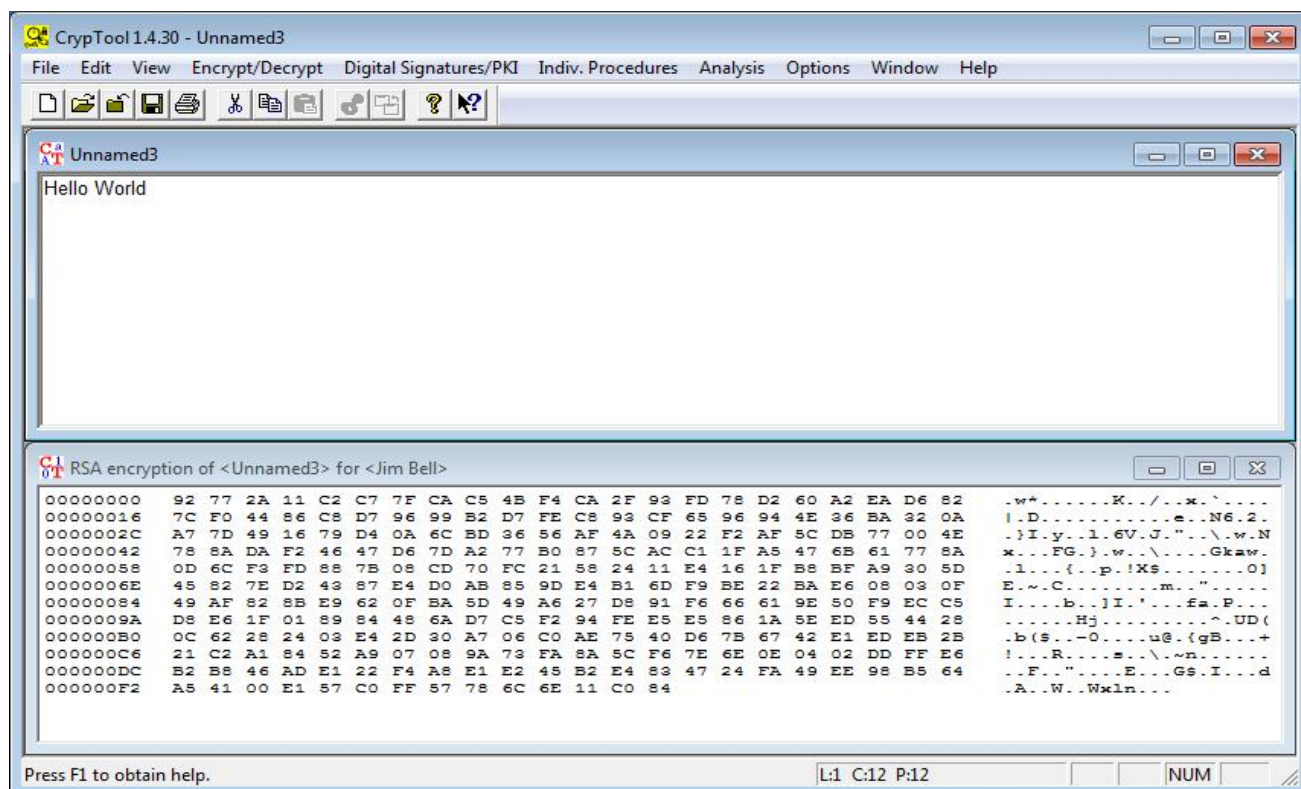 CrypTool 1.4.30 - Unnamed3
File Edit View Encrypt/Decrypt Digital Signatures/PKI Indiv. Procedures Analysis Options Window Help
Unnamed3
Hello World
RSA encryption of <Unnamed3> for <Jim Bell>
00000000 92 77 2A 11 C2 C7 7F CA C5 4B F4 CA 2F 93 FD 78 D2 60 A2 EA D6 82 .w*......K../..x.`....
00000016 7C F0 44 86 C8 D7 96 99 B2 D7 FE C8 93 CF 65 96 94 4E 36 BA 32 0A |.D...........e..N6.2.
0000002C A7 7D 49 16 79 D4 0A 6C BD 36 56 AF 4A 09 22 F2 AF 5C DB 77 00 4E .}I.y..l.6V.J."..\.w.N
00000042 78 8A DA F2 46 47 D6 7D A2 77 B0 87 5C AC C1 1F A5 47 6B 61 77 8A x...FG.}.w..\....Gkaw.
00000058 0D 6C F3 FD 88 7B 08 CD 70 FC 21 58 24 11 E4 16 1F B8 BF A9 30 5D .l...{..p.!X$.......0]
0000006E 45 82 7E D2 43 87 E4 D0 AB 85 9D E4 B1 6D F9 BE 22 BA E6 08 03 0F E.~.C........m..".....
00000084 49 AF 82 8B E9 62 0F BA 5D 49 A6 27 D8 91 F6 66 61 9E 50 F9 EC C5 I....b..]I.'...fa.P...
0000009A D8 E6 1F 01 89 84 48 6A D7 C5 F2 94 FE E5 E5 86 1A 5E ED 55 44 28 ......Hj.........^.UD(
000000B0 0C 62 28 24 03 E4 2D 30 A7 06 C0 AE 75 40 D6 7B 67 42 E1 ED EB 2B .b($..-0....u@.{gB...+
000000C6 21 C2 A1 84 52 A9 07 08 9A 73 FA 8A 5C F6 7E 6E 0E 04 02 DD FF E6 !...R....s..\.~n......
000000DC B2 B8 46 AD E1 22 F4 A8 E1 E2 45 B2 E4 83 47 24 FA 49 EE 98 B5 64 ..F.."....E...G$.I...d
000000F2 A5 41 00 E1 57 C0 FF 57 78 6C 6E 11 C0 84 .A..W..Wxln...
Press F1 to obtain help. L:1 C:12 P:12 NUM